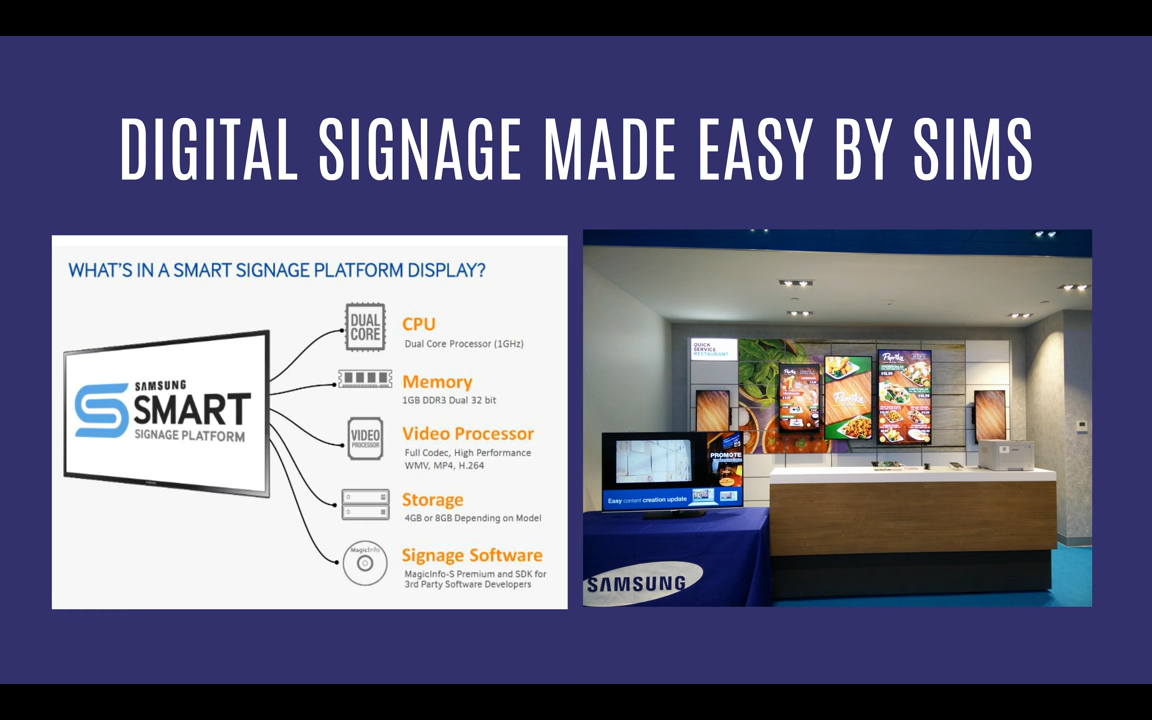 DIGITAL SIGNAGE MADE EASY BY SIMS
WHAT'S IN A SMART SIGNAGE PLATFORM DISPLAY?
SAMSUNG
SMART
SIGNAGE PLATFORM
DUAL
CORE
CPU
Dual Core Processor (1GHz)
Memory
1GB DDR3 Dual 32 bit
VIDEO
PROCESSOR
Video Processor
Full Codec, High Performance
WMV, MP4, H.264
Storage
4GB or 8GB Depending on Model
MagicInfo
Signage Software
MagicInfo-S Premium and SDK for
3rd Party Software Developers
QUICK
SERVICE
RESTAURANT
Paprika
Paprika
Paprika
PROMOTE
Easy content creation update
SAMSUNG